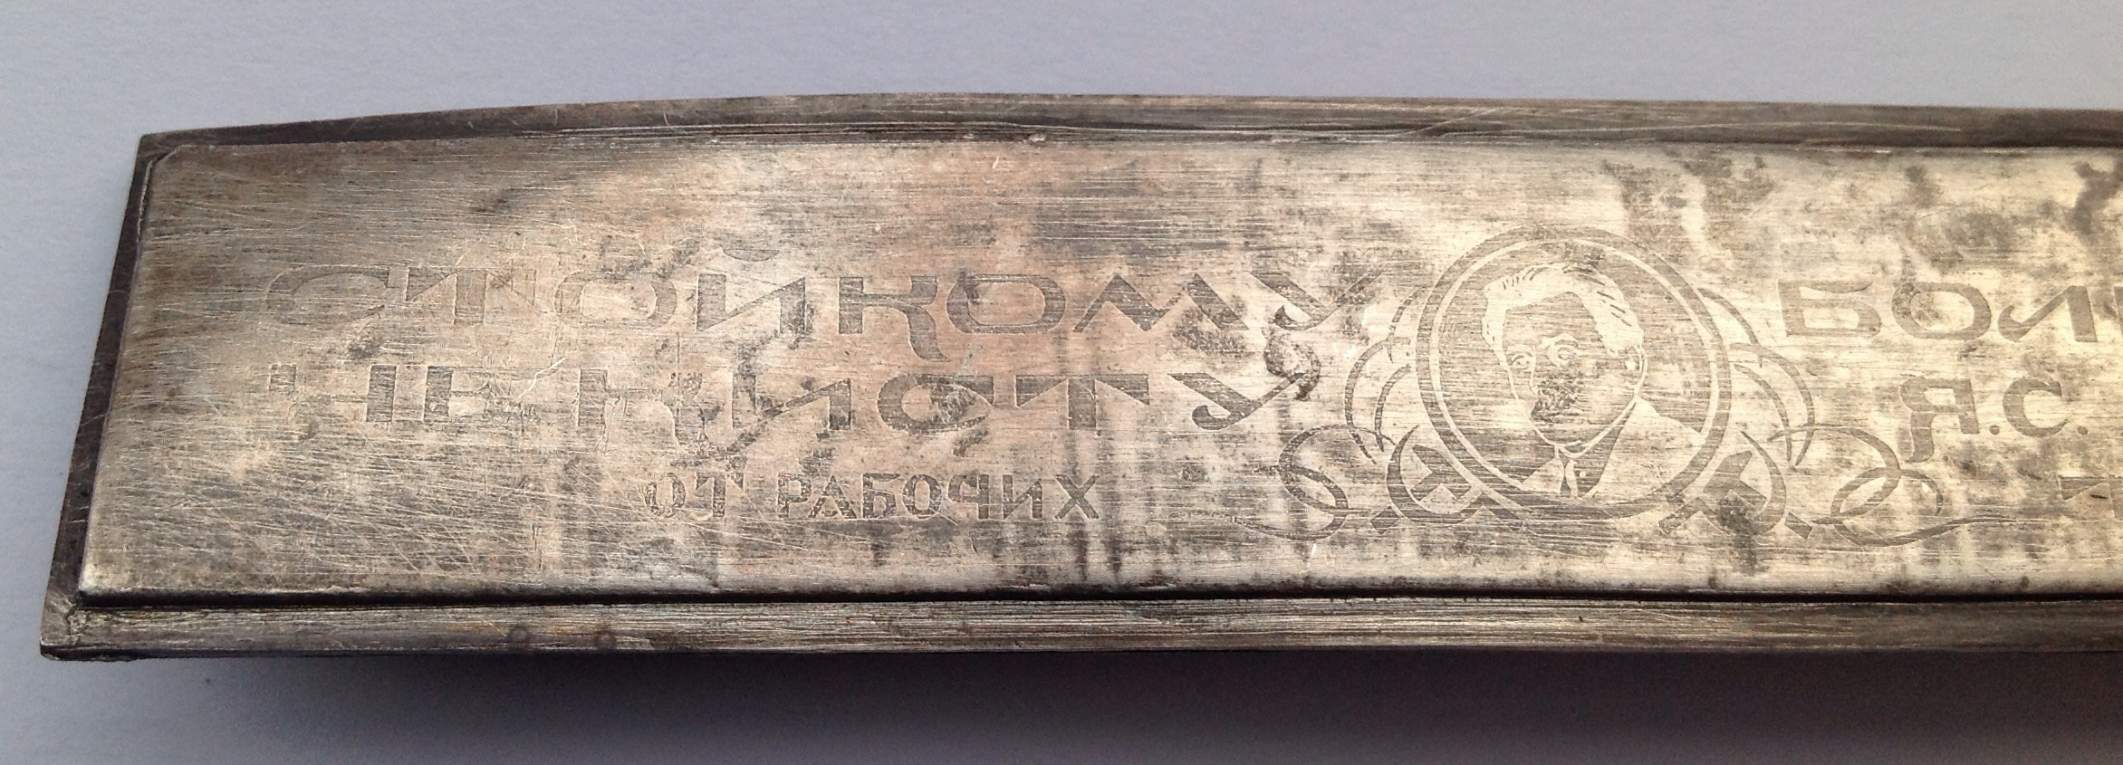 СТОЙКОМУ БОЛ
ЧЕКИСТУ Я.С.
ОТ РАБОЧИХ